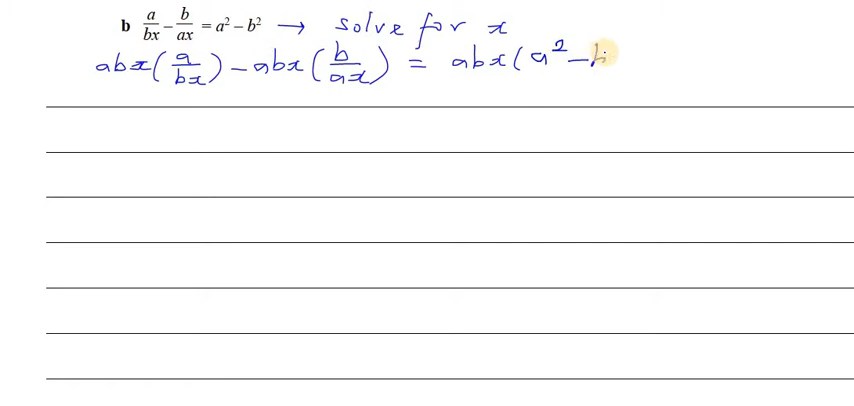 b a/bx − b/ax = a² − b² → solve for x
abx(a/bx) − abx(b/ax) = abx(a² −